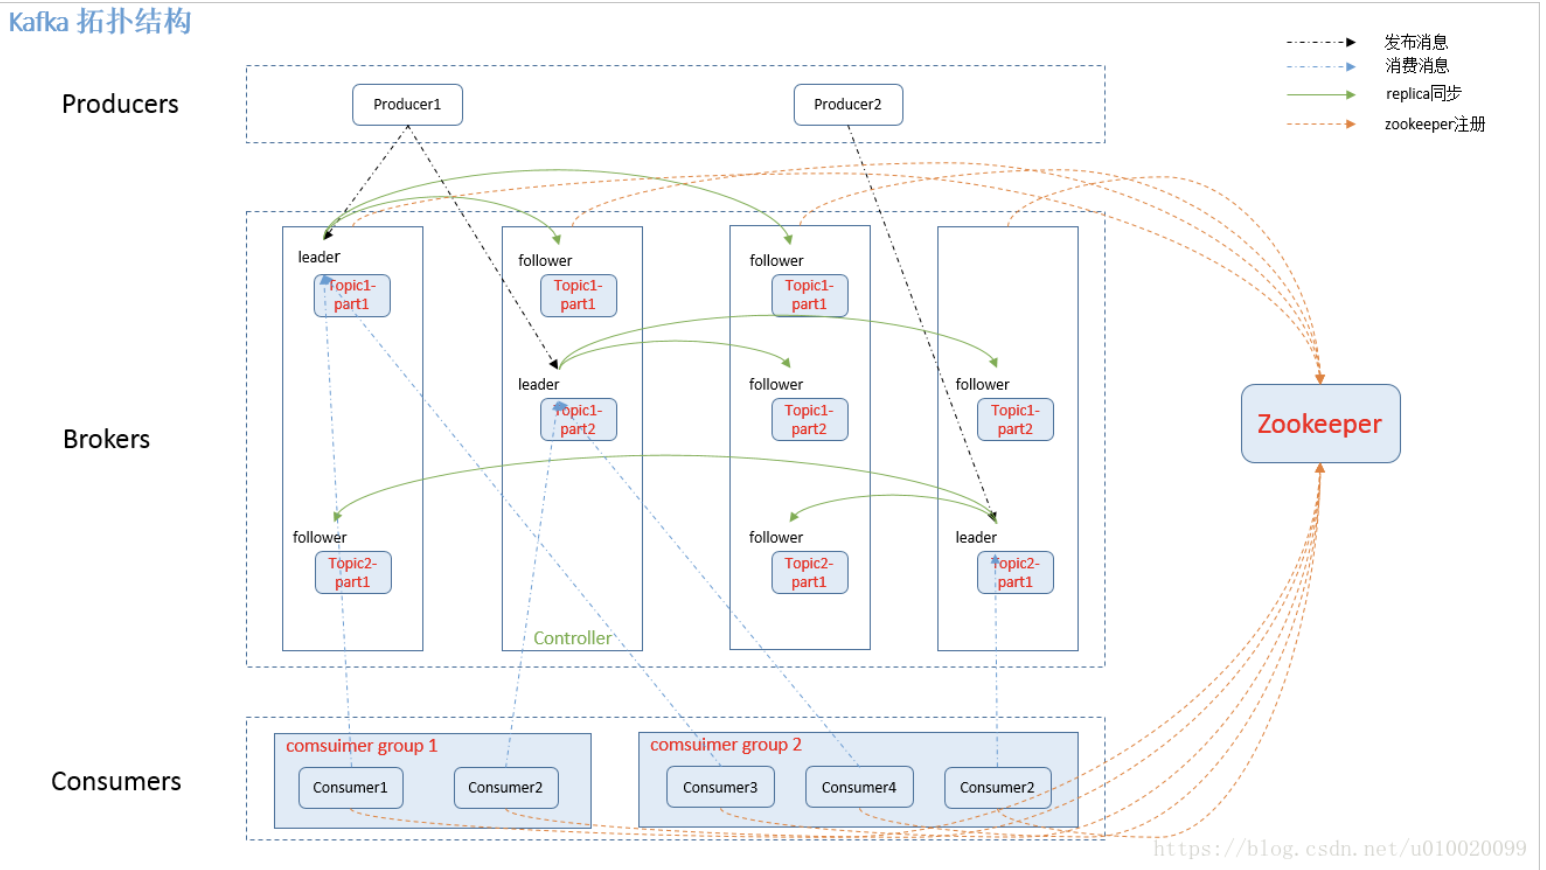 Kafka 拓扑结构
发布消息
消费消息
replica同步
zookeeper注册
Producers
Producer1
Producer2
leader
Topic1-
part1
follower
Topic1-
part1
follower
Topic1-
part1
leader
Topic1-
part2
follower
Topic1-
part2
follower
Topic1-
part2
Brokers
Zookeeper
follower
Topic2-
part1
follower
Topic2-
part1
leader
Topic2-
part1
Controller
comsuimer group 1
comsuimer group 2
Consumers
Consumer1
Consumer2
Consumer3
Consumer4
Consumer2
https://blog.csdn.net/u010020099